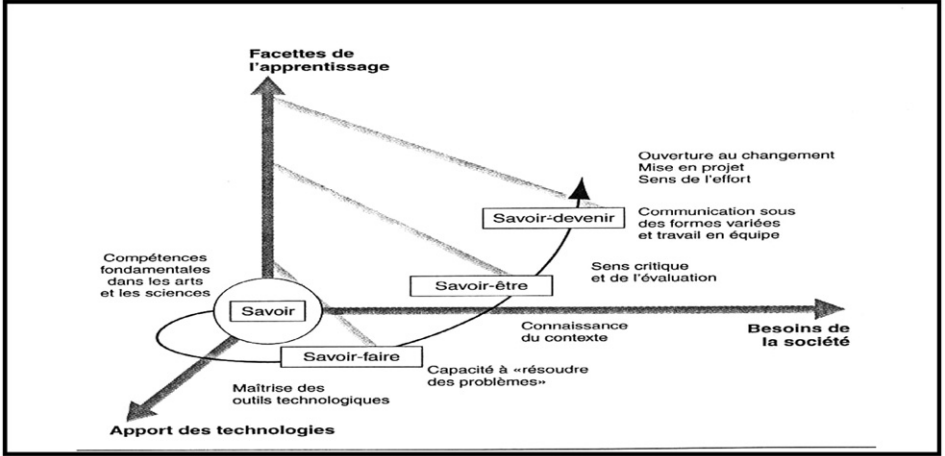 Facettes de
l'apprentissage
Ouverture au changement
Mise en projet
Sens de l'effort
Savoir-devenir
Communication sous
des formes variées
et travail en équipe
Compétences
fondamentales
dans les arts
et les sciences
Sens critique
et de l'évaluation
Savoir-être
Savoir
Connaissance
du contexte
Besoins de
la société
Savoir-faire
Capacité à «résoudre
des problèmes»
Maîtrise des
outils technologiques
Apport des technologies